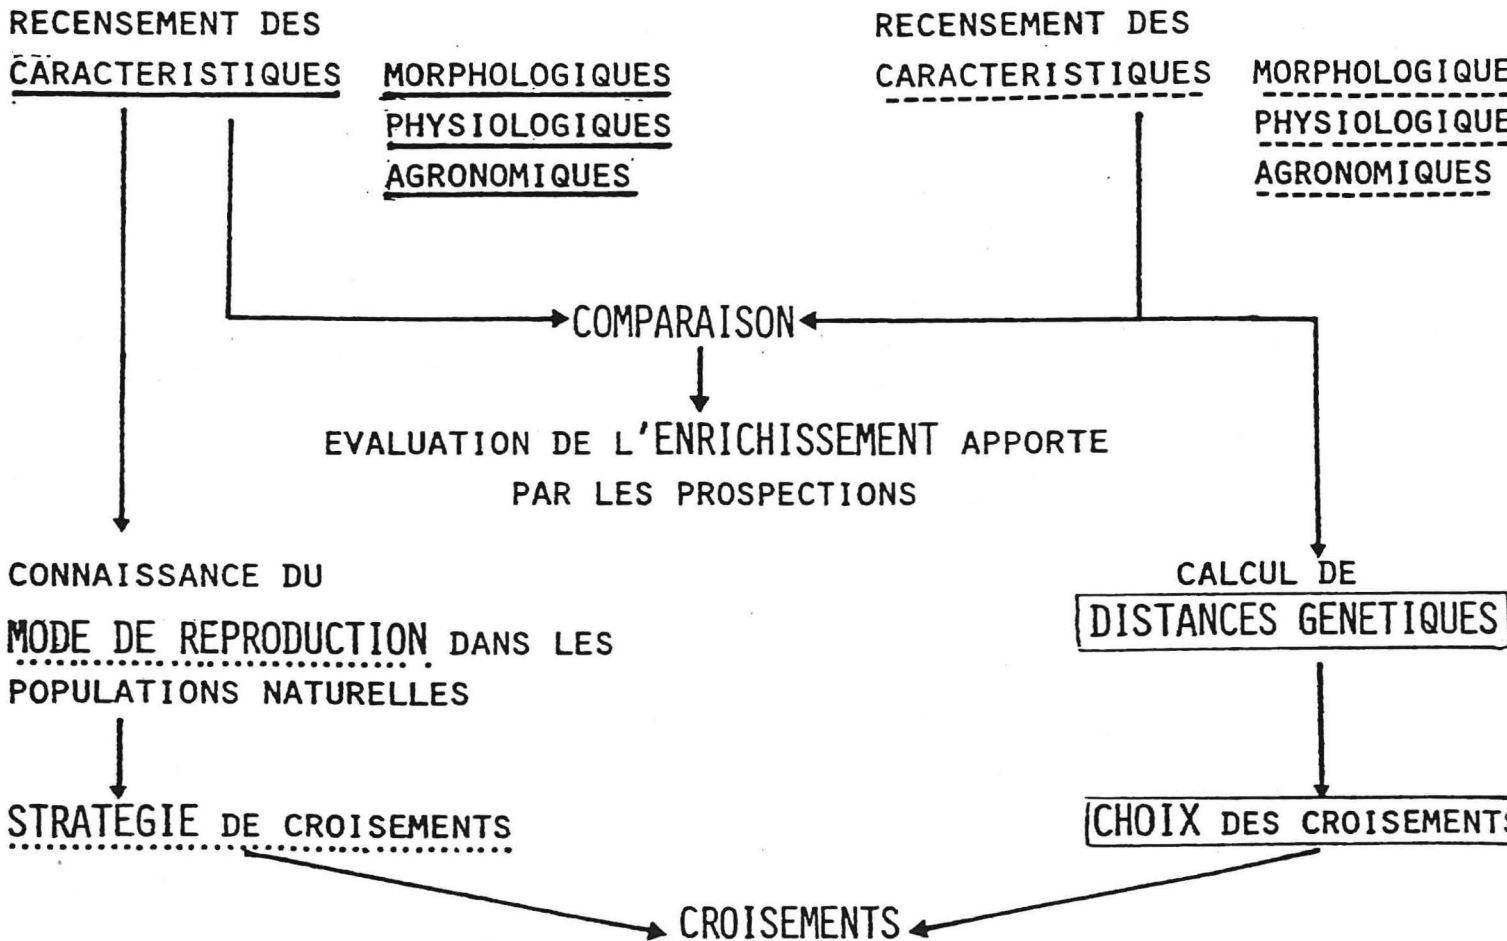 RECENSEMENT DES
CARACTERISTIQUES MORPHOLOGIQUES
PHYSIOLOGIQUES
AGRONOMIQUES
RECENSEMENT DES
CARACTERISTIQUES MORPHOLOGIQUE
PHYSIOLOGIQUE
AGRONOMIQUES
COMPARAISON
EVALUATION DE L'ENRICHISSEMENT APPORTE
PAR LES PROSPECTIONS
CONNAISSANCE DU
MODE DE REPRODUCTION DANS LES
POPULATIONS NATURELLES
CALCUL DE
DISTANCES GENETIQUES
STRATEGIE DE CROISEMENTS
CHOIX DES CROISEMENTS
CROISEMENTS